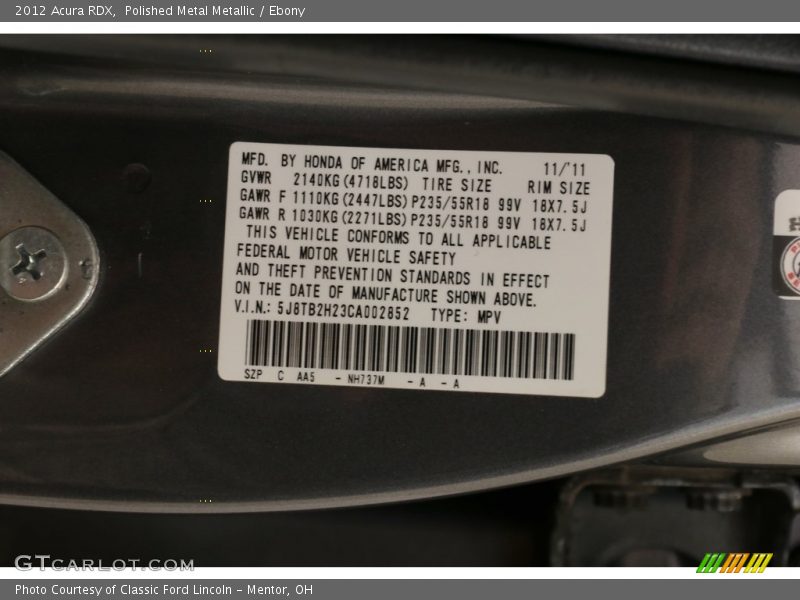 2012 Acura RDX, Polished Metal Metallic / Ebony
MFD. BY HONDA OF AMERICA MFG., INC. 11/'11
GVWR 2140KG(4718LBS) TIRE SIZE RIM SIZE
GAWR F 1110KG(2447LBS) P235/55R18 99V 18X7.5J
GAWR R 1030KG(2271LBS) P235/55R18 99V 18X7.5J
THIS VEHICLE CONFORMS TO ALL APPLICABLE
FEDERAL MOTOR VEHICLE SAFETY
AND THEFT PREVENTION STANDARDS IN EFFECT
ON THE DATE OF MANUFACTURE SHOWN ABOVE.
V.I.N.: 5J8TB2H23CA002852 TYPE: MPV
SZP C AA5 - NH737M - A - A
GTCARLOT.COM
Photo Courtesy of Classic Ford Lincoln - Mentor, OH